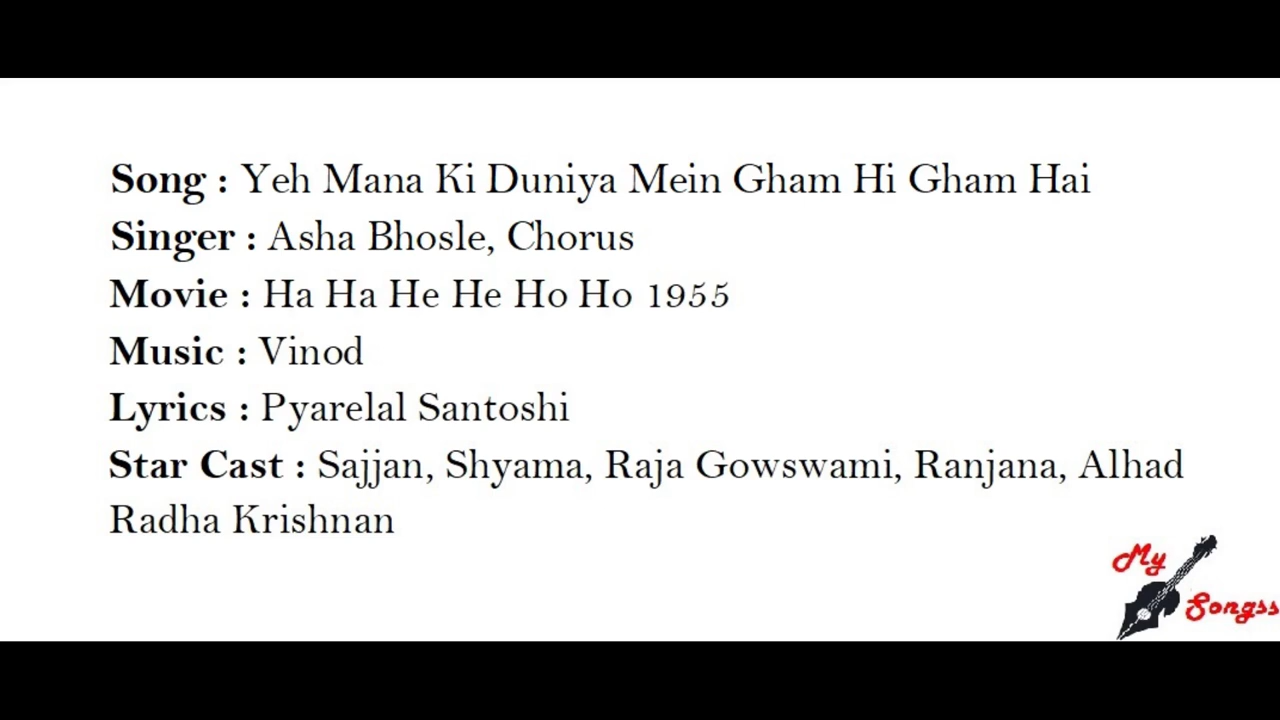 Song : Yeh Mana Ki Duniya Mein Gham Hi Gham Hai
Singer : Asha Bhosle, Chorus
Movie : Ha Ha He He Ho Ho 1955
Music : Vinod
Lyrics : Pyarelal Santoshi
Star Cast : Sajjan, Shyama, Raja Gowswami, Ranjana, Alhad
Radha Krishnan
My
Songss